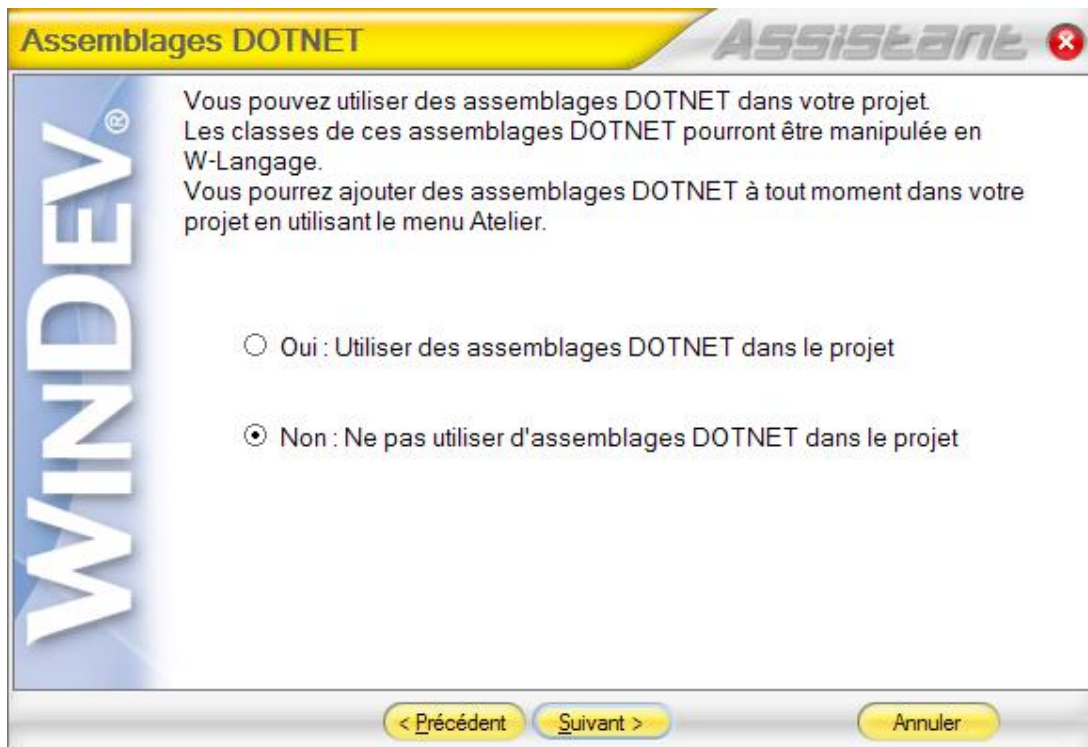 Assemblages DOTNET
Assistant
WINDEV®
Vous pouvez utiliser des assemblages DOTNET dans votre projet.
Les classes de ces assemblages DOTNET pourront être manipulée en
W-Langage.
Vous pourrez ajouter des assemblages DOTNET à tout moment dans votre
projet en utilisant le menu Atelier.
Oui : Utiliser des assemblages DOTNET dans le projet
Non : Ne pas utiliser d'assemblages DOTNET dans le projet
< Précédent
Suivant >
Annuler